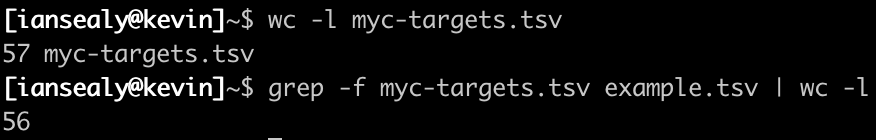 [iansealy@kevin]~$ wc -l myc-targets.tsv
57 myc-targets.tsv
[iansealy@kevin]~$ grep -f myc-targets.tsv example.tsv | wc -l
56